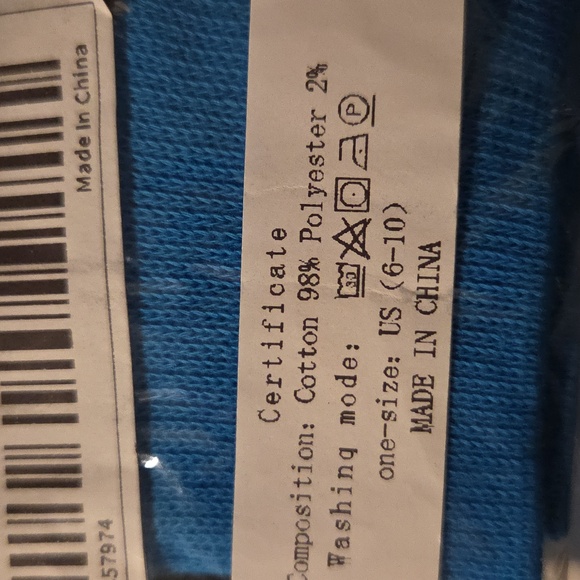 Made In China
57974
Certificate
Composition: Cotton 98% Polyester 2%
Washing mode: 30 P
one-size: US (6-10)
MADE IN CHINA